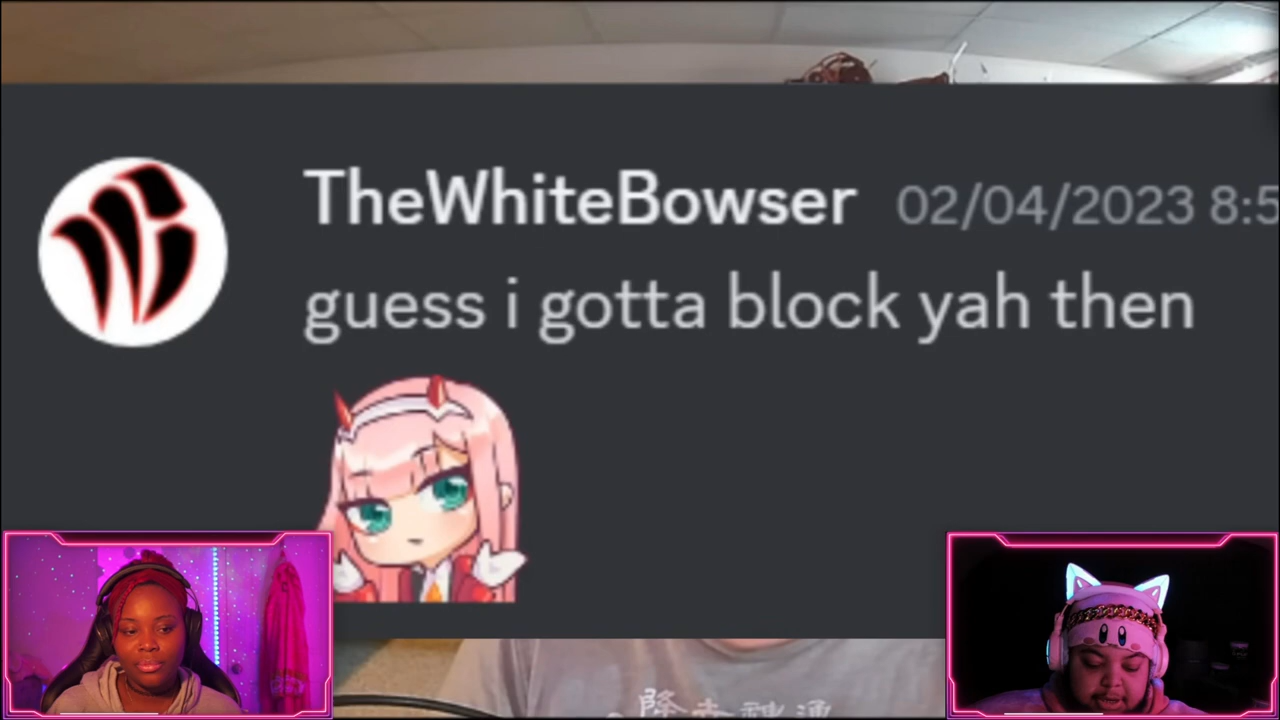 TheWhiteBowser 02/04/2023 8:5
guess i gotta block yah then